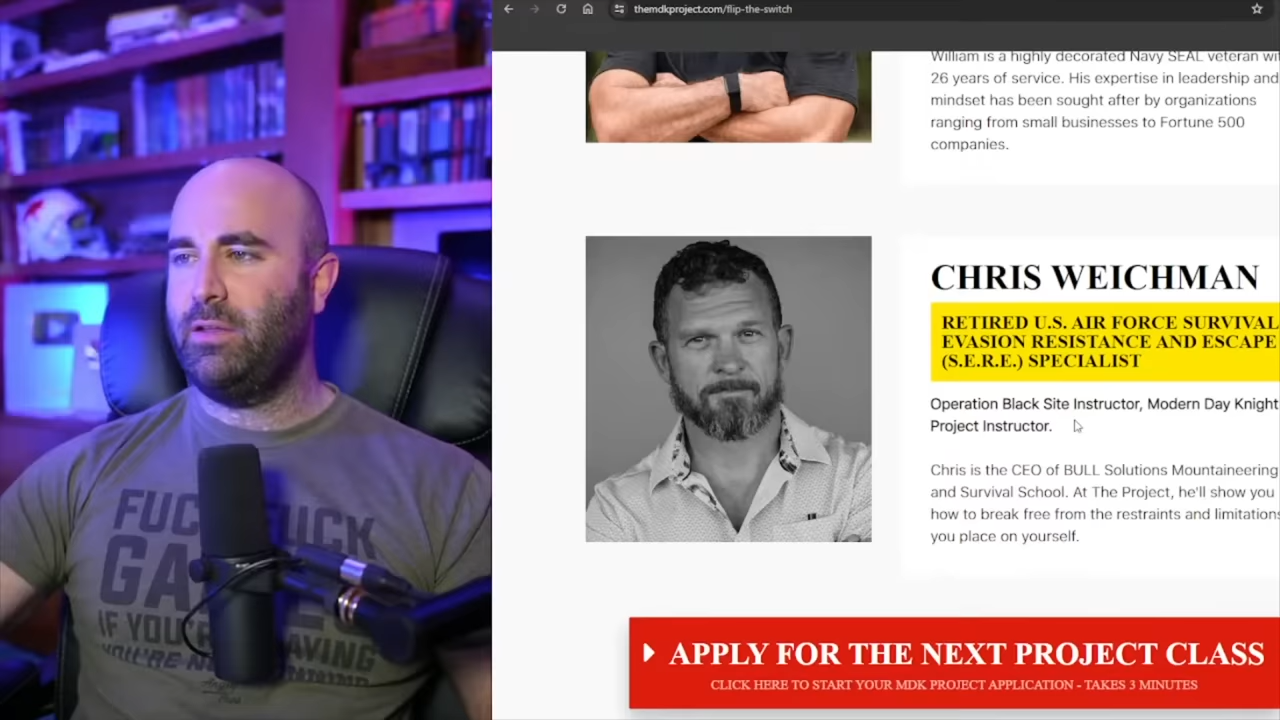 themdkproject.com/flip-the-switch
William is a highly decorated Navy SEAL veteran
26 years of service. His expertise in leadership and
mindset has been sought after by organizations
ranging from small businesses to Fortune 500
companies.
CHRIS WEICHMAN
RETIRED U.S. AIR FORCE SURVIVAL
EVASION RESISTANCE AND ESCAPE
(S.E.R.E.) SPECIALIST
Operation Black Site Instructor, Modern Day Knight
Project Instructor.
Chris is the CEO of BULL Solutions Mountaineering
and Survival School. At The Project, he'll show you
how to break free from the restraints and limitations
you place on yourself.
APPLY FOR THE NEXT PROJECT CLASS
CLICK HERE TO START YOUR MDK PROJECT APPLICATION - TAKES 3 MINUTES
IF YOU